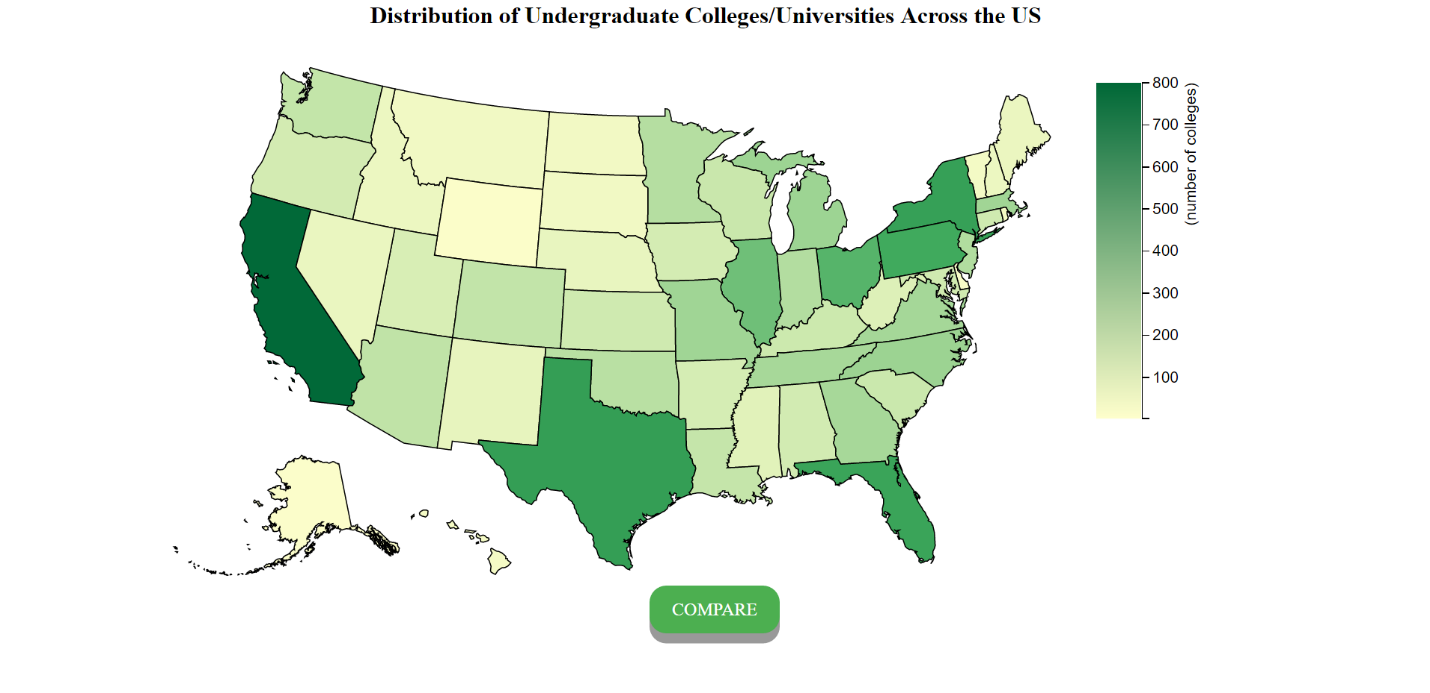 Distribution of Undergraduate Colleges/Universities Across the US
800
700
600
500
400
300
200
100
(number of colleges)
COMPARE